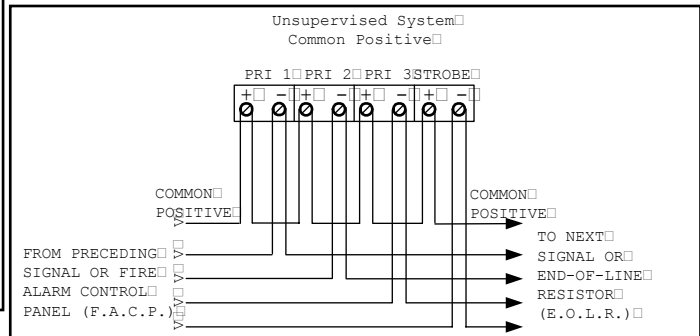 Unsupervised System
Common Positive
PRI 1 PRI 2 PRI 3 STROBE
+ − + − + − + −
COMMON
POSITIVE
FROM PRECEDING
SIGNAL OR FIRE
ALARM CONTROL
PANEL (F.A.C.P.)
COMMON
POSITIVE
TO NEXT
SIGNAL OR
END-OF-LINE
RESISTOR
(E.O.L.R.)